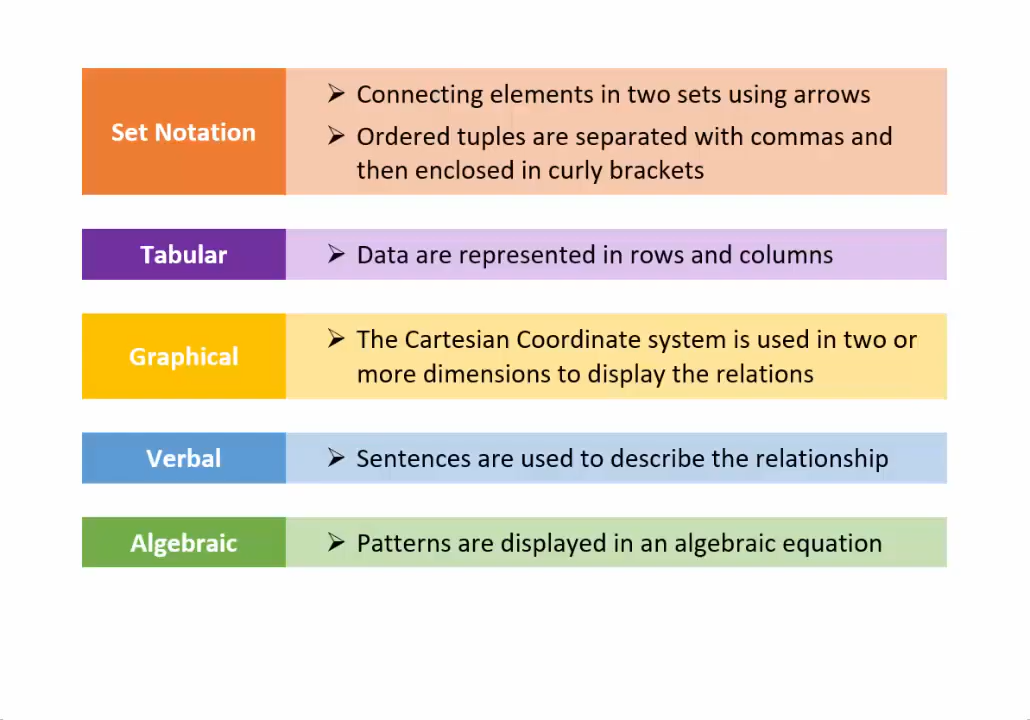 Set Notation
➢ Connecting elements in two sets using arrows
➢ Ordered tuples are separated with commas and
then enclosed in curly brackets
Tabular
➢ Data are represented in rows and columns
Graphical
➢ The Cartesian Coordinate system is used in two or
more dimensions to display the relations
Verbal
➢ Sentences are used to describe the relationship
Algebraic
➢ Patterns are displayed in an algebraic equation